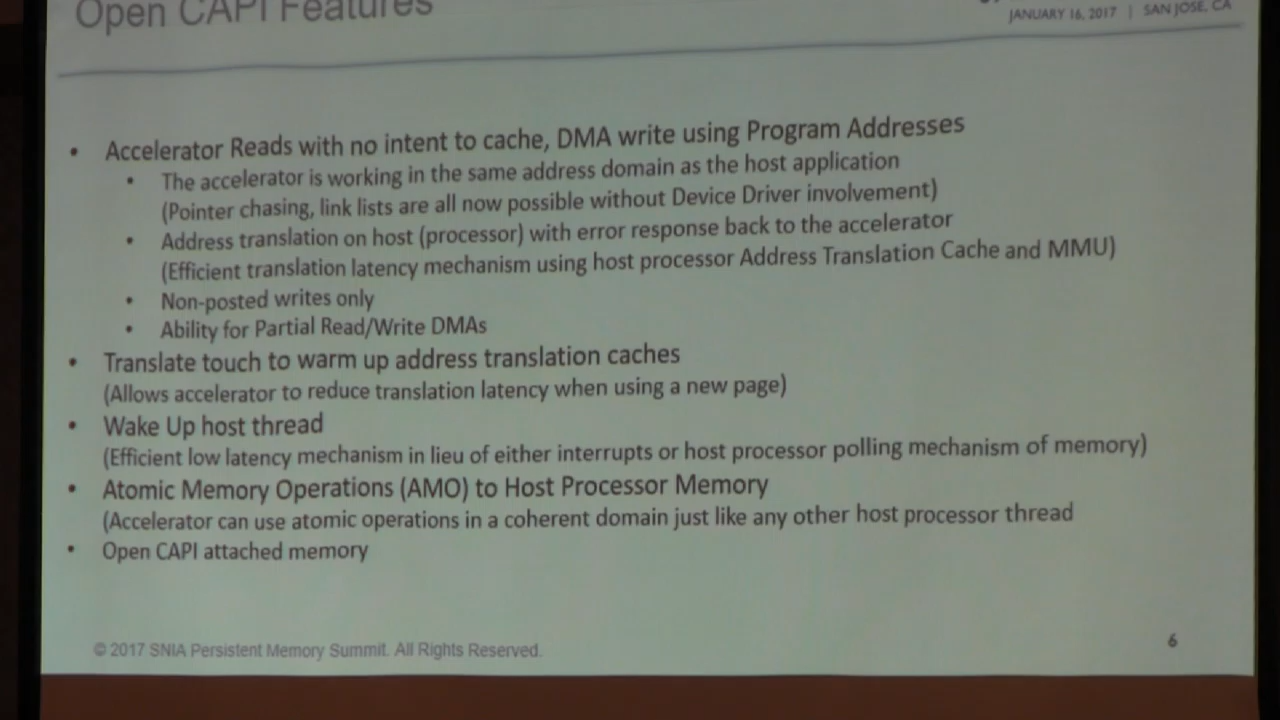 Open CAPI Features
JANUARY 16, 2017 | SAN JOSE, CA
• Accelerator Reads with no intent to cache, DMA write using Program Addresses
• The accelerator is working in the same address domain as the host application
(Pointer chasing, link lists are all now possible without Device Driver involvement)
• Address translation on host (processor) with error response back to the accelerator
(Efficient translation latency mechanism using host processor Address Translation Cache and MMU)
• Non-posted writes only
• Ability for Partial Read/Write DMAs
• Translate touch to warm up address translation caches
(Allows accelerator to reduce translation latency when using a new page)
• Wake Up host thread
(Efficient low latency mechanism in lieu of either interrupts or host processor polling mechanism of memory)
• Atomic Memory Operations (AMO) to Host Processor Memory
(Accelerator can use atomic operations in a coherent domain just like any other host processor thread
• Open CAPI attached memory
© 2017 SNIA Persistent Memory Summit. All Rights Reserved.
6